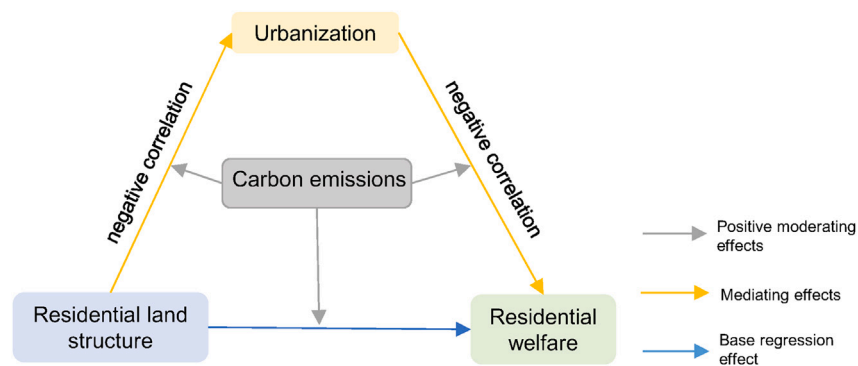 Urbanization
negative correlation
negative correlation
Carbon emissions
Residential land
structure
Residential
welfare
Positive moderating
effects
Mediating effects
Base regression
effect